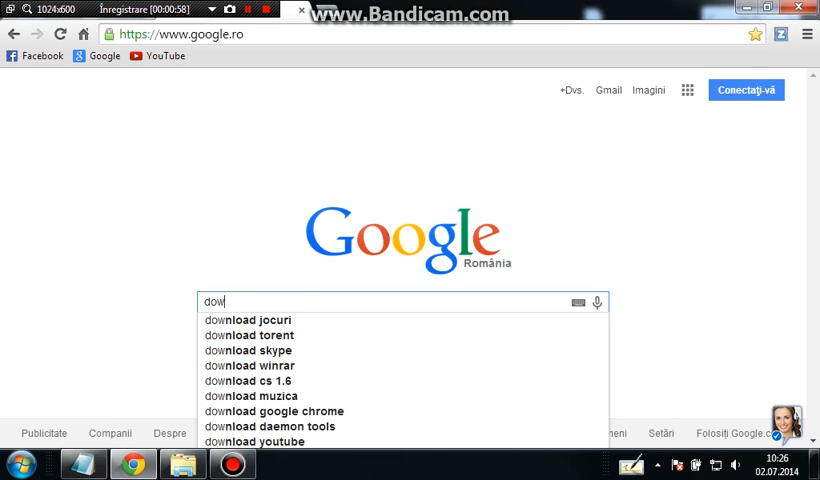 1024x600 Înregistrare [00:00:58]
www.Bandicam.com
https://www.google.ro
Facebook Google YouTube
+Dvs. Gmail Imagini Conectați-vă
Google
România
dow
download jocuri
download torent
download skype
download winrar
download cs 1.6
download muzica
download google chrome
download daemon tools
download youtube
Publicitate Companii Despre Setări Folosiți Google.c
10:26
02.07.2014